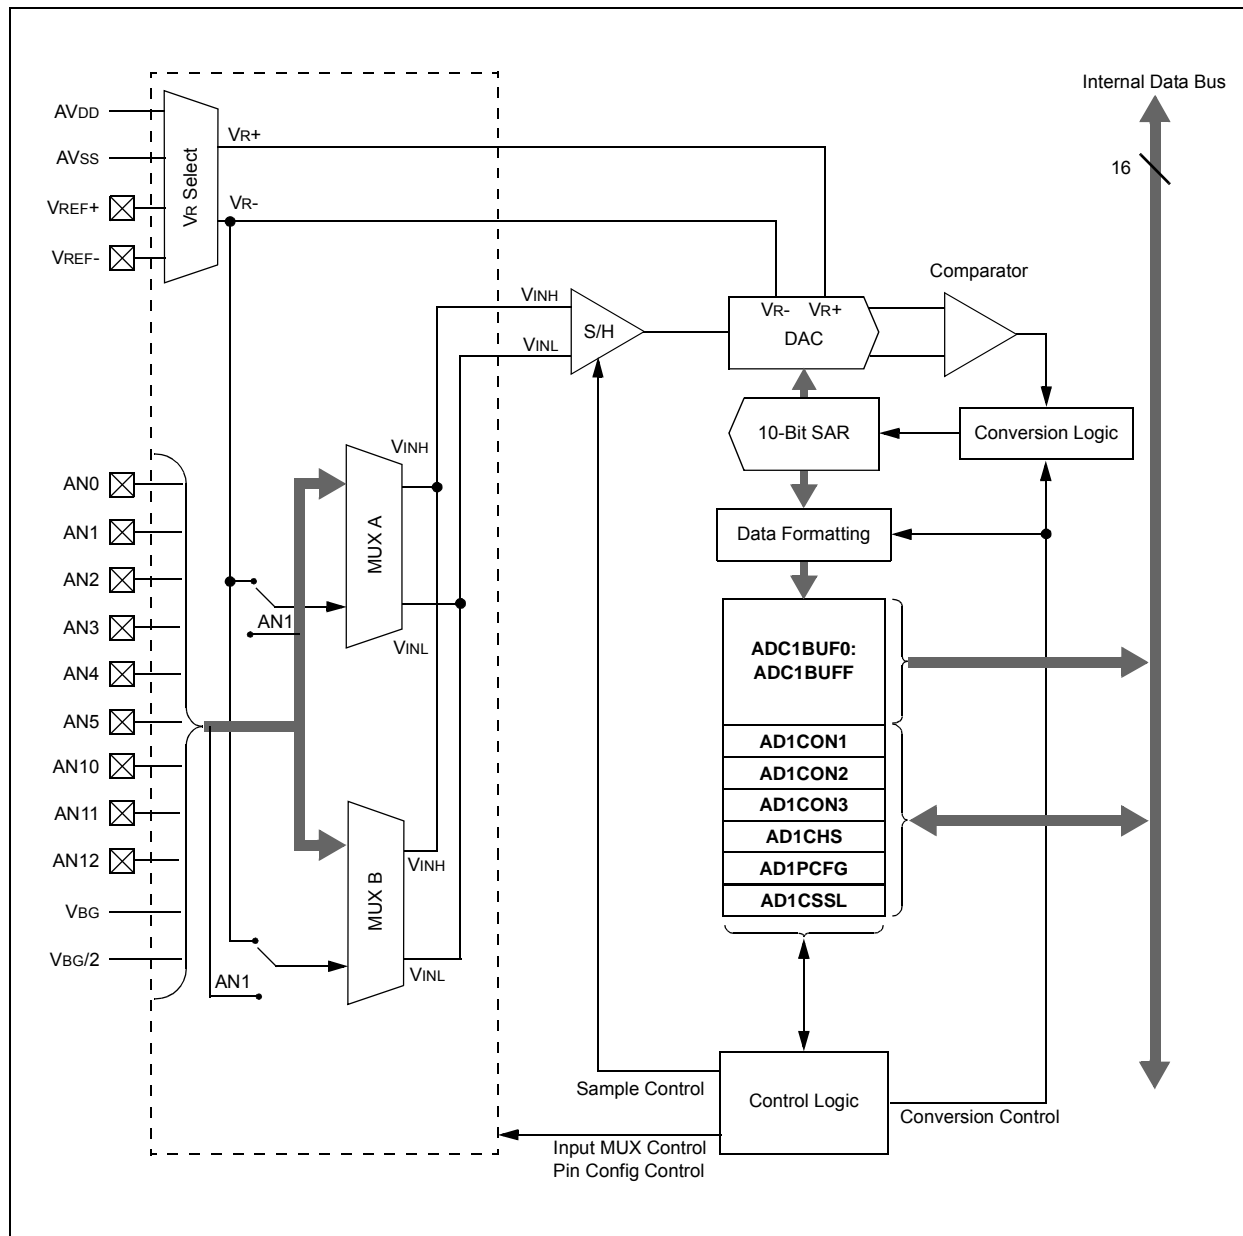 Internal Data Bus
16
AVDD
AVSS
VREF+
VREF-
VR Select
VR+
VR-
VINH
VINL
S/H
VR- VR+
DAC
Comparator
10-Bit SAR
Conversion Logic
Data Formatting
AN0
AN1
AN2
AN3
AN4
AN5
AN10
AN11
AN12
VBG
VBG/2
VINH
MUX A
AN1
VINL
VINH
MUX B
VINL
AN1
ADC1BUF0:
ADC1BUFF
AD1CON1
AD1CON2
AD1CON3
AD1CHS
AD1PCFG
AD1CSSL
Sample Control
Control Logic
Conversion Control
Input MUX Control
Pin Config Control